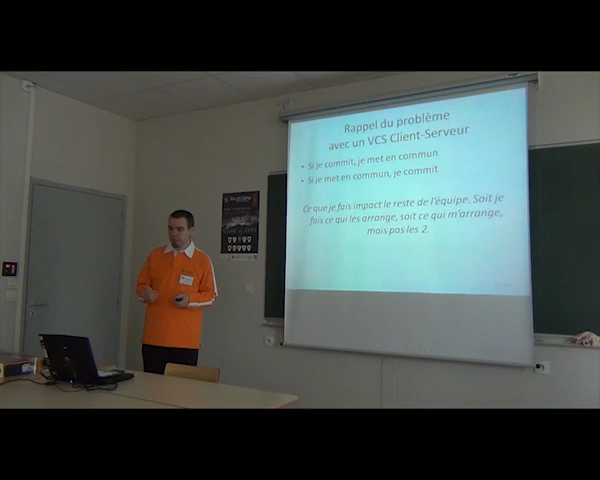 Rappel du problème
avec un VCS Client-Serveur
• Si je commit, je met en commun
• Si je met en commun, je commit
Ce que je fais impact le reste de l'équipe. Soit je
fais ce qui les arrange, soit ce qui m'arrange,
mais pas les 2.